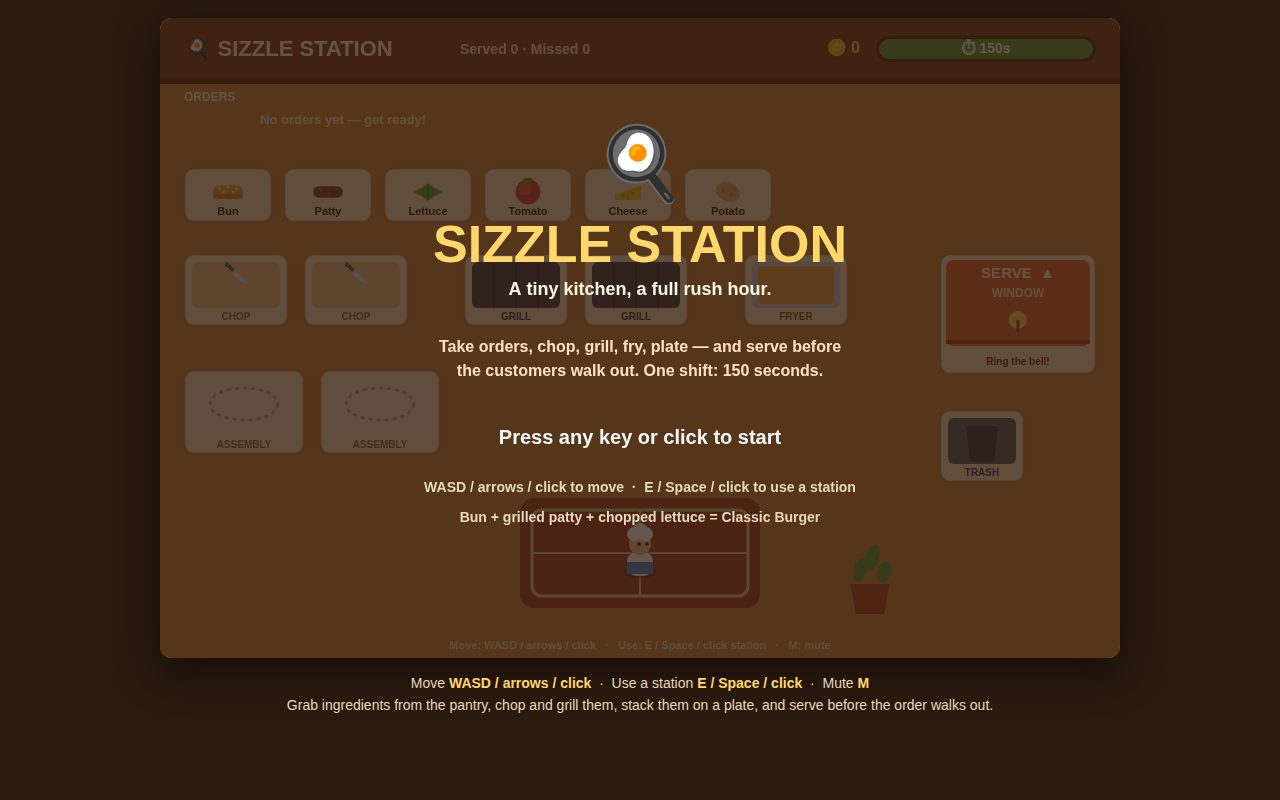 SIZZLE STATION
Served 0 · Missed 0
0
150s
ORDERS
No orders yet — get ready!
Bun
Patty
Lettuce
Tomato
Cheese
Potato
SIZZLE STATION
A tiny kitchen, a full rush hour.
CHOP
CHOP
GRILL
GRILL
FRYER
SERVE ▲
WINDOW
Ring the bell!
Take orders, chop, grill, fry, plate — and serve before
the customers walk out. One shift: 150 seconds.
ASSEMBLY
ASSEMBLY
Press any key or click to start
TRASH
WASD / arrows / click to move · E / Space / click to use a station
Bun + grilled patty + chopped lettuce = Classic Burger
Move: WASD / arrows / click · Use: E / Space / click station · M: mute
Move WASD / arrows / click · Use a station E / Space / click · Mute M
Grab ingredients from the pantry, chop and grill them, stack them on a plate, and serve before the order walks out.